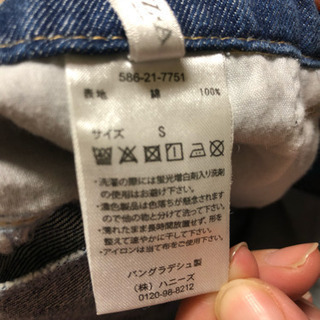 586-21-7751
表地 綿 100%
サイズ S
・洗濯の際には蛍光増白剤入り洗剤
はお避け下さい。
・濃色製品は色落ちが懸念されます
ので他の物と分けて洗って下さい。
・濡れたまま長時間放置せず、形を
整えて速やかに干して下さい。
・アイロンは当て布をご使用下さい。
バングラデシュ製
(株) ハニーズ
0120-98-8212